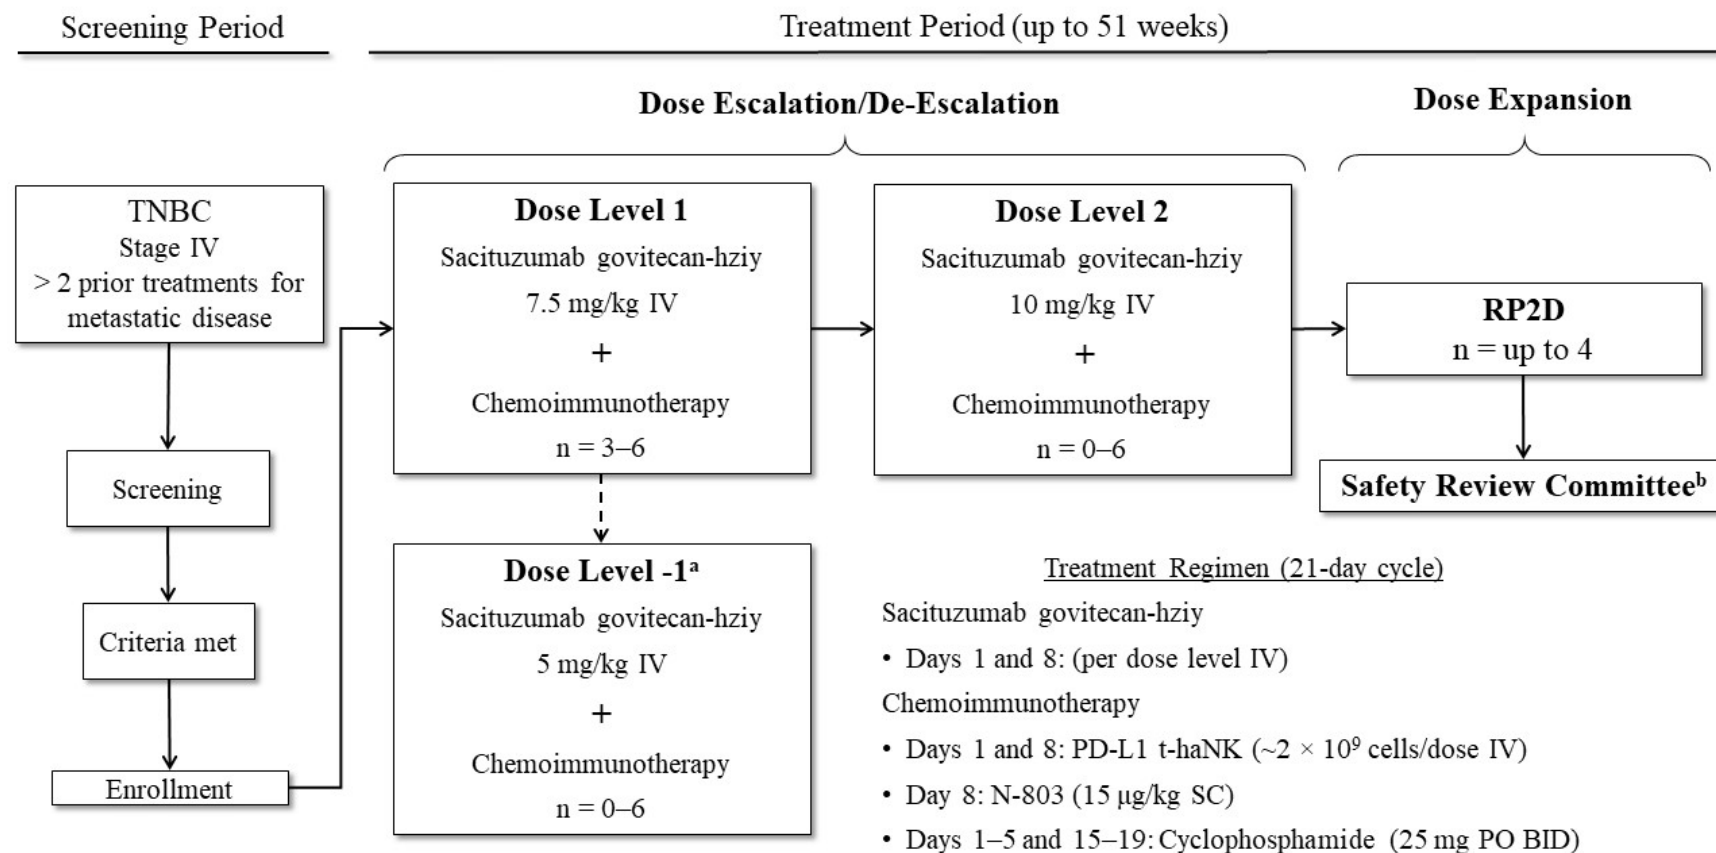 Screening Period
Treatment Period (up to 51 weeks)
Dose Escalation/De-Escalation
Dose Expansion
TNBC
Stage IV
> 2 prior treatments for
metastatic disease
Screening
Criteria met
Enrollment
Dose Level 1
Sacituzumab govitecan-hziy
7.5 mg/kg IV
+
Chemoimmunotherapy
n = 3–6
Dose Level -1ᵃ
Sacituzumab govitecan-hziy
5 mg/kg IV
+
Chemoimmunotherapy
n = 0–6
Dose Level 2
Sacituzumab govitecan-hziy
10 mg/kg IV
+
Chemoimmunotherapy
n = 0–6
RP2D
n = up to 4
Safety Review Committeeᵇ
Treatment Regimen (21-day cycle)
Sacituzumab govitecan-hziy
• Days 1 and 8: (per dose level IV)
Chemoimmunotherapy
• Days 1 and 8: PD-L1 t-haNK (~2 × 10⁹ cells/dose IV)
• Day 8: N-803 (15 µg/kg SC)
• Days 1–5 and 15–19: Cyclophosphamide (25 mg PO BID)